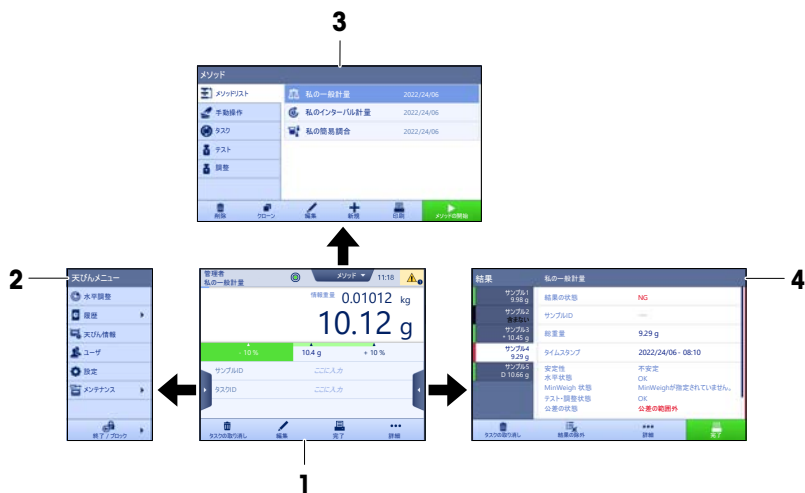 3
メソッド
メソッドリスト
手動操作
タスク
テスト
調整
私の一般計量 2022/24/06
私のインターバル計量 2022/24/06
私の簡易調合 2022/24/06
削除 クローン 編集 新規 印刷 メソッドの開始
2
天びんメニュー
水平調整
履歴
天びん情報
ユーザ
設定
メンテナンス
終了 / ブロック
管理者
私の一般計量
メソッド 11:18
情報重量 0.01012 kg
10.12 g
- 10 % 10.4 g + 10 %
サンプルID ここに入力
タスクID ここに入力
タスクの取り消し 編集 完了 詳細
1
4
結果 私の一般計量
サンプル1
9.98 g
サンプル2
含まない
サンプル3
* 10.45 g
サンプル4
9.29 g
サンプル5
D 10.66 g
結果の状態 NG
サンプルID
総重量 9.29 g
タイムスタンプ 2022/24/06 - 08:10
安定性 不安定
水平状態 OK
MinWeigh 状態 MinWeighが指定されていません。
テスト・調整状態 OK
公差の状態 公差の範囲外
タスクの取り消し 結果の除外 詳細 完了